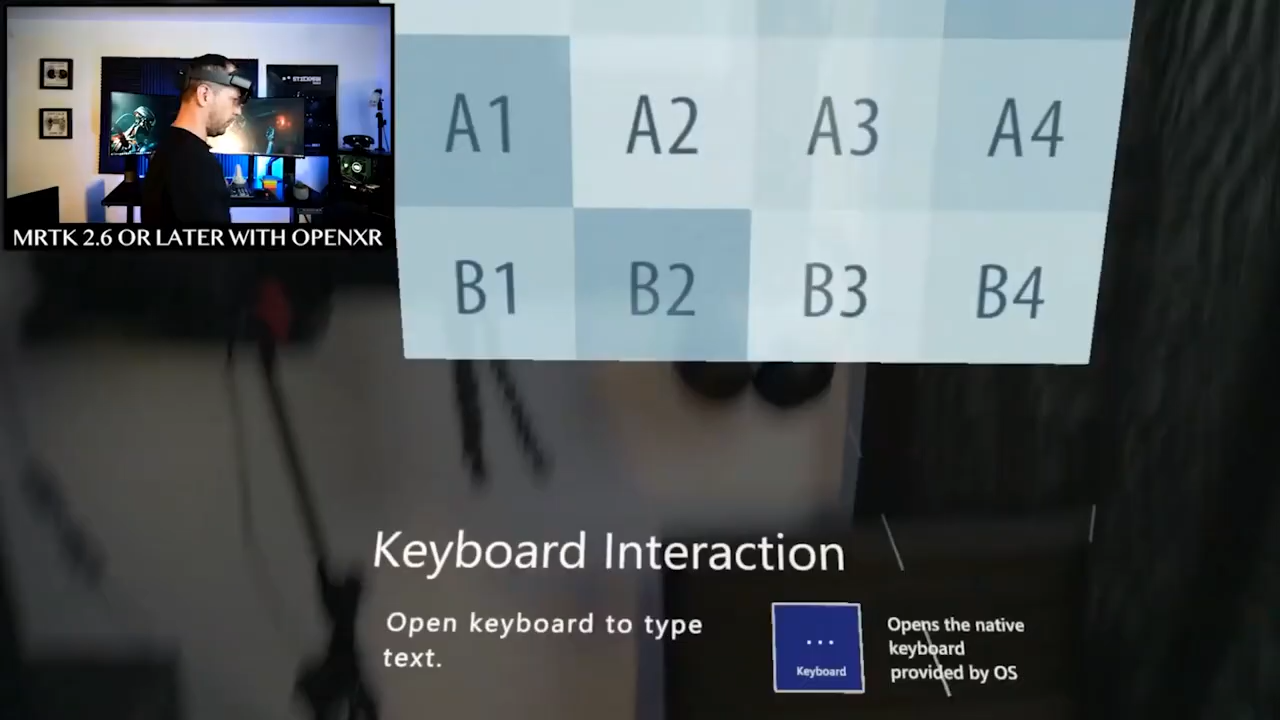 MRTK 2.6 OR LATER WITH OPENXR
A1 A2 A3 A4
B1 B2 B3 B4
Keyboard Interaction
Open keyboard to type
text.
...
Keyboard
Opens the native
keyboard
provided by OS